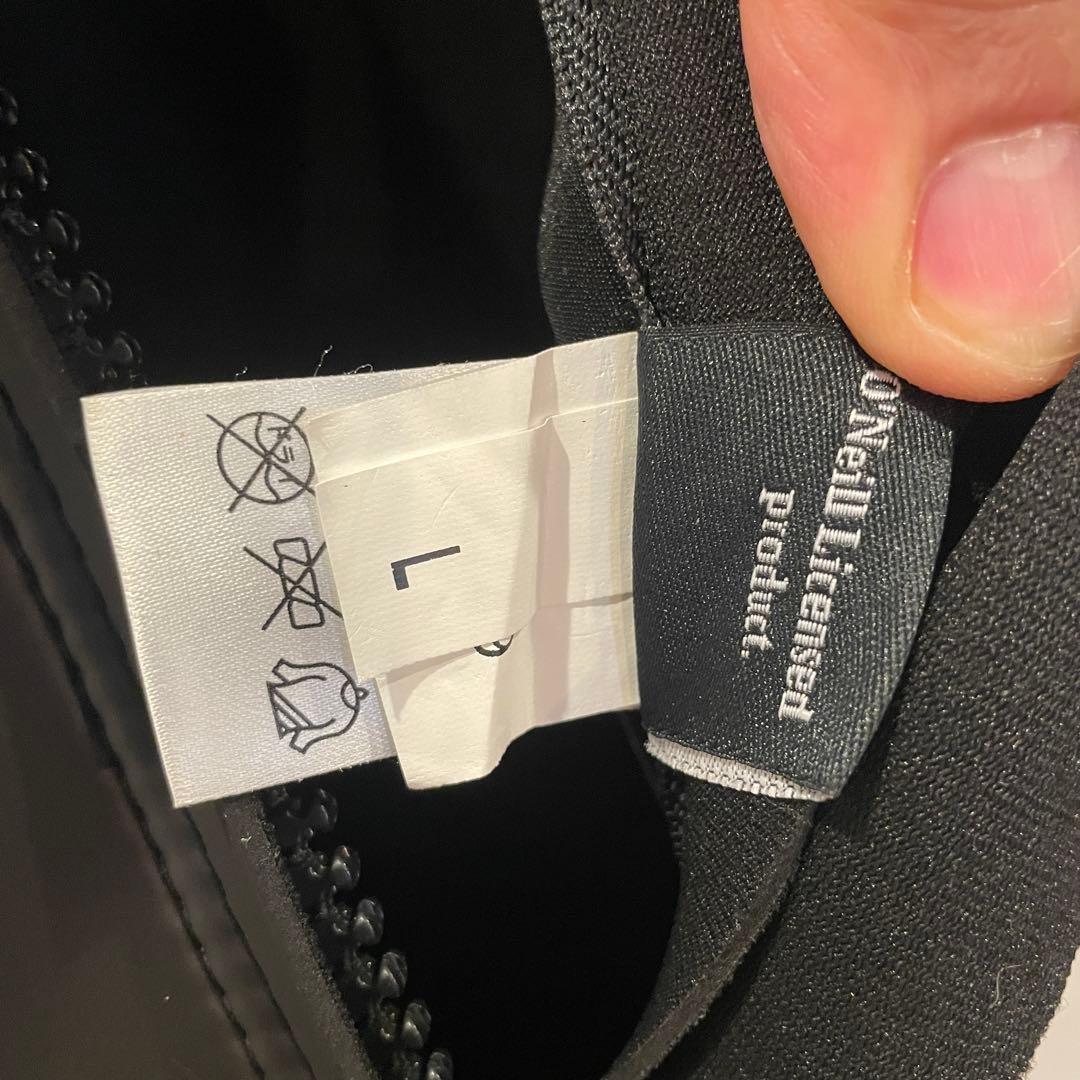 O'Neill Licensed
product.
L